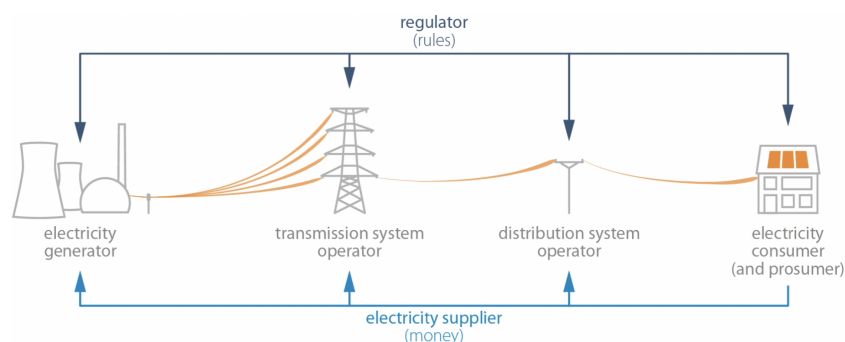 regulator
(rules)
electricity
generator
transmission system
operator
distribution system
operator
electricity
consumer
(and prosumer)
electricity supplier
(money)